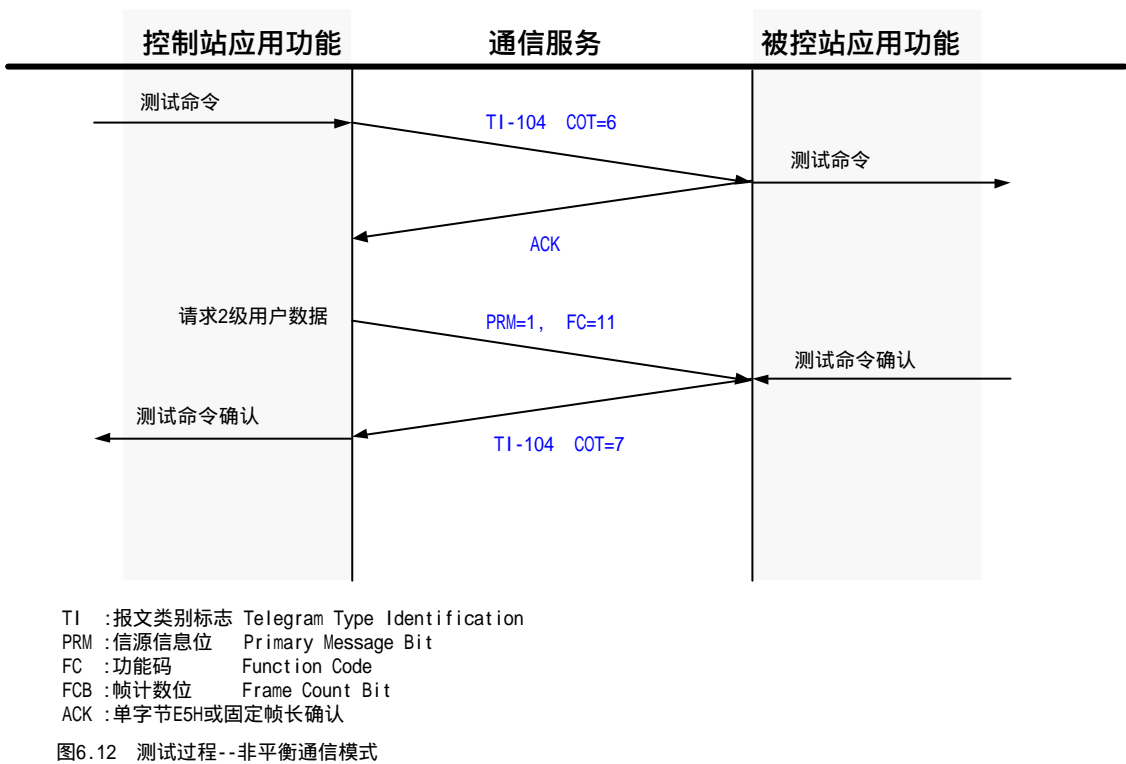 控制站应用功能 通信服务 被控站应用功能
测试命令
TI-104 COT=6
测试命令
ACK
请求2级用户数据
PRM=1, FC=11
测试命令确认
测试命令确认
TI-104 COT=7
TI :报文类别标志 Telegram Type Identification
PRM :信源信息位 Primary Message Bit
FC :功能码 Function Code
FCB :帧计数位 Frame Count Bit
ACK :单字节E5H或固定帧长确认
图6.12 测试过程--非平衡通信模式